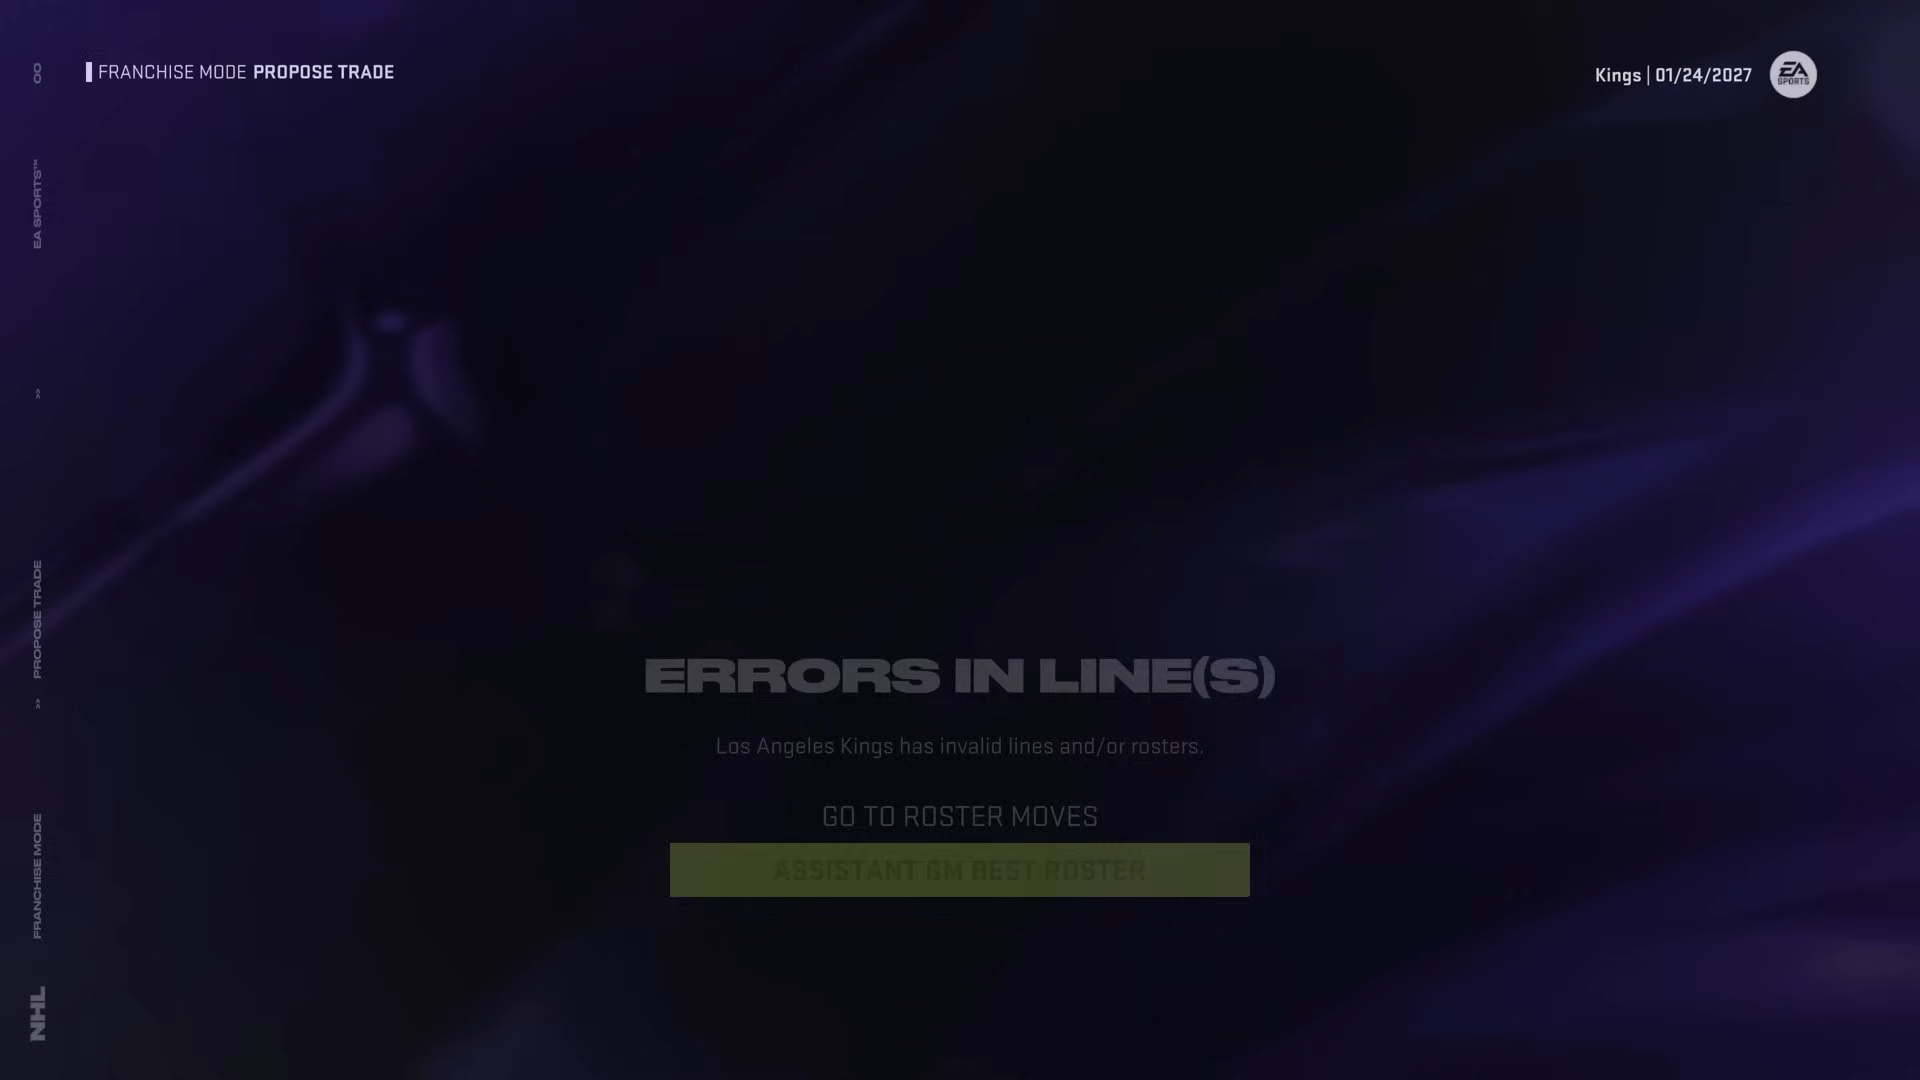 FRANCHISE MODE PROPOSE TRADE
Kings | 01/24/2027
EA SPORTS
ERRORS IN LINE(S)
Los Angeles Kings has invalid lines and/or rosters.
GO TO ROSTER MOVES
ASSISTANT GM BEST ROSTER
NHL
FRANCHISE MODE
>>
PROPOSE TRADE
>>
EA SPORTS™